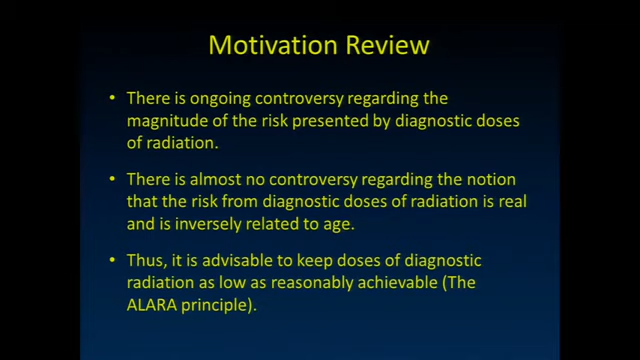 Motivation Review
• There is ongoing controversy regarding the
magnitude of the risk presented by diagnostic doses
of radiation.
• There is almost no controversy regarding the notion
that the risk from diagnostic doses of radiation is real
and is inversely related to age.
• Thus, it is advisable to keep doses of diagnostic
radiation as low as reasonably achievable (The
ALARA principle).